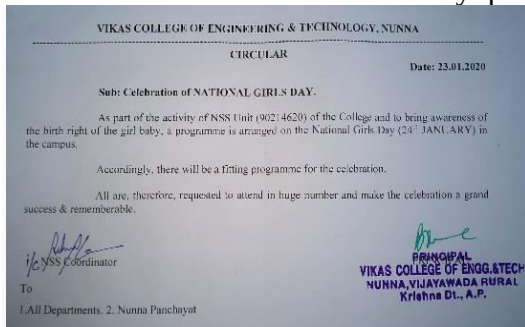 VIKAS COLLEGE OF ENGINEERING & TECHNOLOGY, NUNNA
CIRCULAR
Date: 23.01.2020
Sub: Celebration of NATIONAL GIRLS DAY.
As part of the activity of NSS Unit (90214620) of the College and to bring awareness of
the birth right of the girl baby, a programme is arranged on the National Girls Day (24th JANUARY) in
the campus.
Accordingly, there will be a fitting programme for the celebration.
All are, therefore, requested to attend in huge number and make the celebration a grand
success & rememberable.
i/c NSS Coordinator
PRINCIPAL
VIKAS COLLEGE OF ENGG.&TECH
NUNNA, VIJAYAWADA RURAL
Krishna Dt., A.P.
To
1.All Departments. 2. Nunna Panchayat